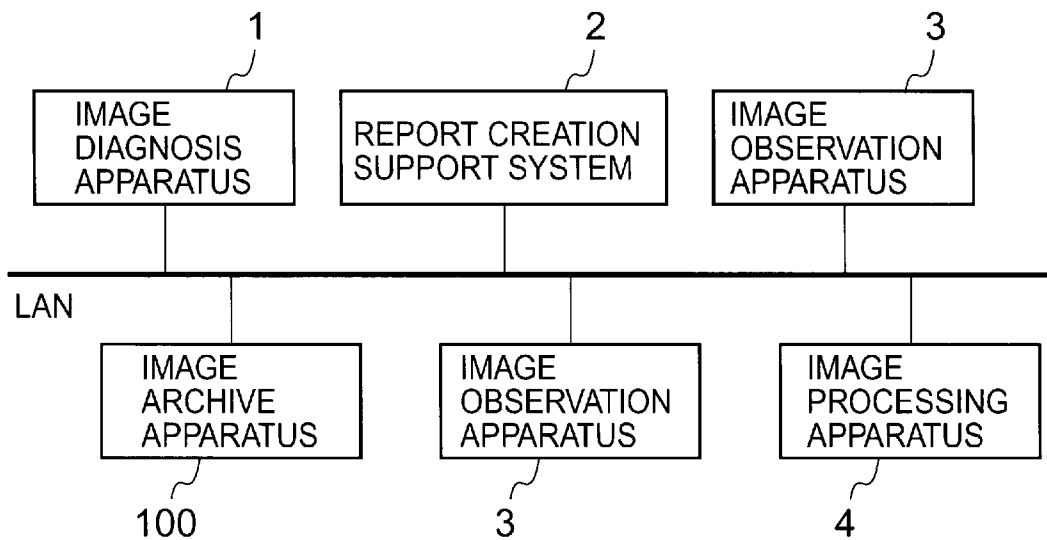 1
2
3
IMAGE
DIAGNOSIS
APPARATUS
REPORT CREATION
SUPPORT SYSTEM
IMAGE
OBSERVATION
APPARATUS
LAN
IMAGE
ARCHIVE
APPARATUS
IMAGE
OBSERVATION
APPARATUS
IMAGE
PROCESSING
APPARATUS
100
3
4